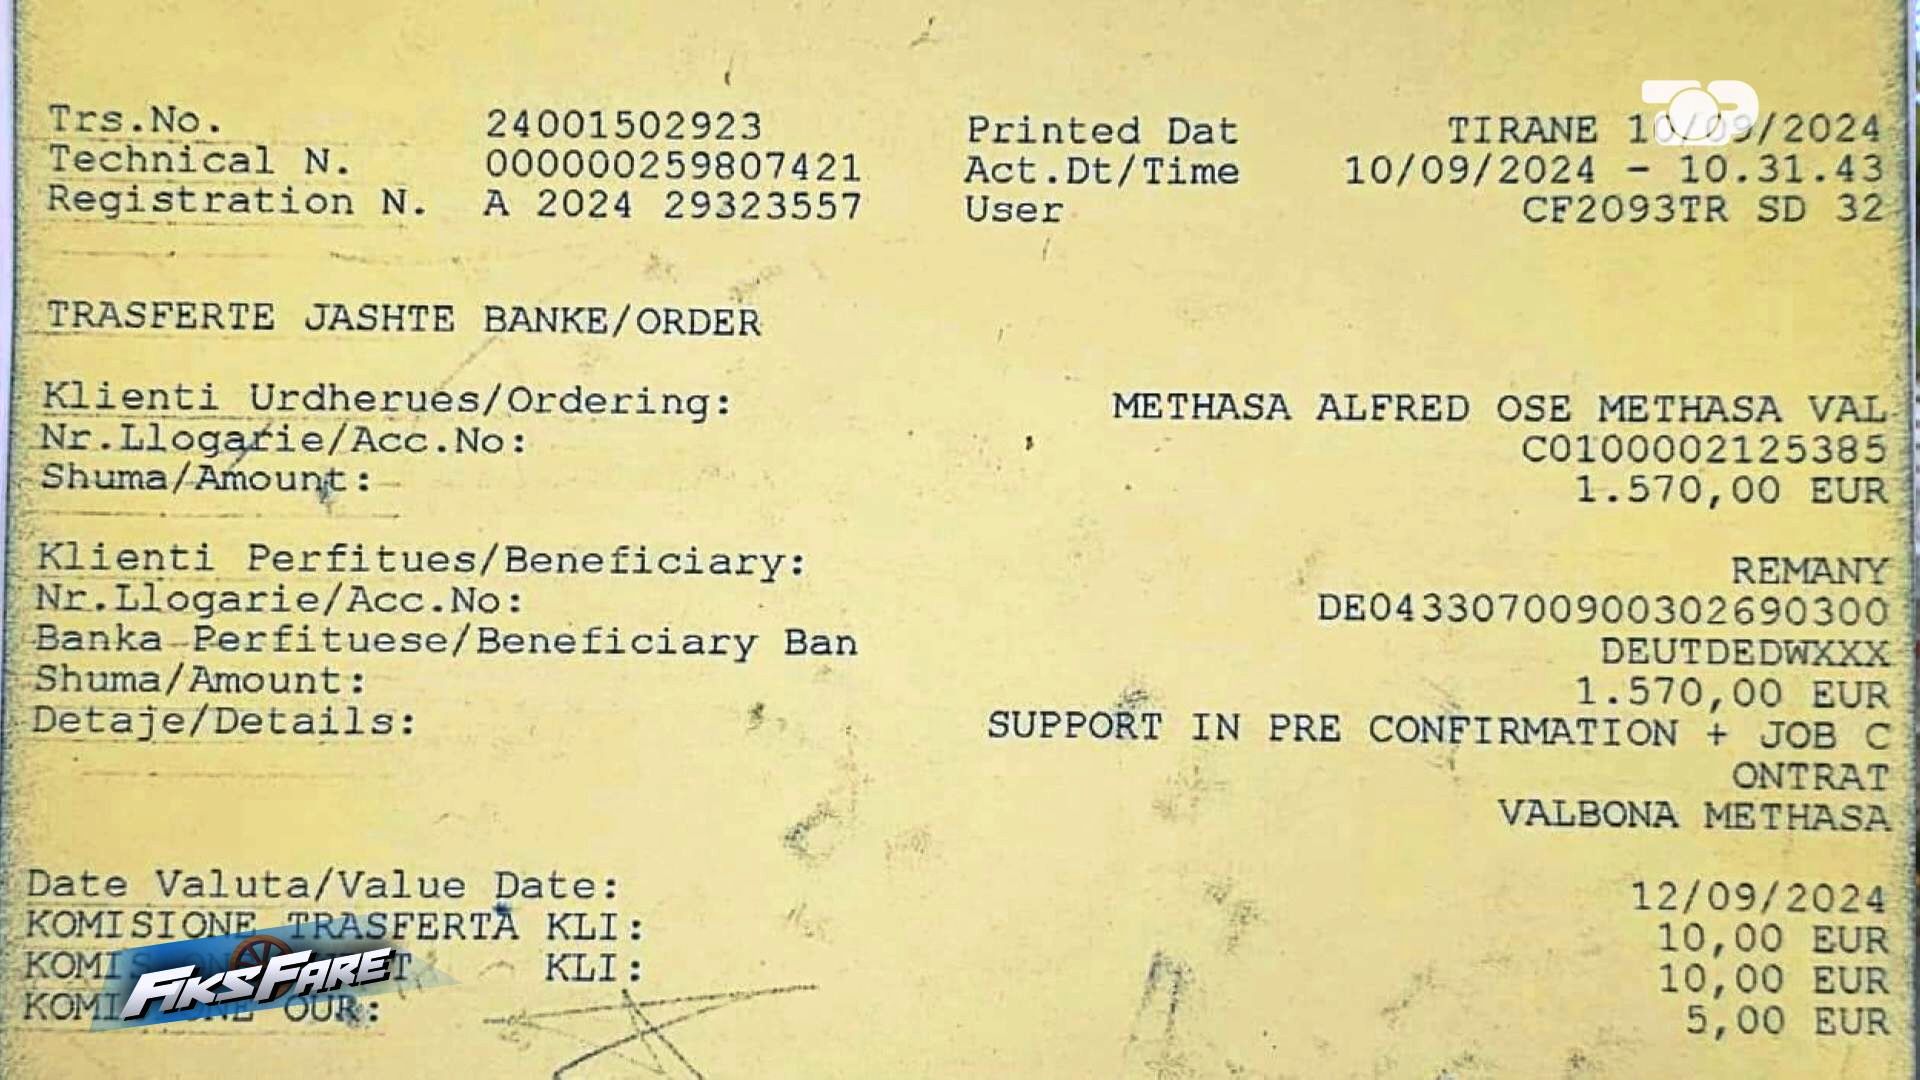 TOP
Trs.No. 24001502923 Printed Dat TIRANE 10/09/2024
Technical N. 000000259807421 Act.Dt/Time 10/09/2024 - 10.31.43
Registration N. A 2024 29323557 User CF2093TR SD 32
TRASFERTE JASHTE BANKE/ORDER
Klienti Urdherues/Ordering: METHASA ALFRED OSE METHASA VAL
Nr.Llogarie/Acc.No: C0100002125385
Shuma/Amount: 1.570,00 EUR
Klienti Perfitues/Beneficiary: REMANY
Nr.Llogarie/Acc.No: DE04330700900302690300
Banka Perfituese/Beneficiary Ban DEUTDEDWXXX
Shuma/Amount: 1.570,00 EUR
Detaje/Details: SUPPORT IN PRE CONFIRMATION + JOB C
ONTRAT
VALBONA METHASA
Date Valuta/Value Date: 12/09/2024
KOMISIONE TRASFERTA KLI: 10,00 EUR
KLI: 10,00 EUR
OUR: 5,00 EUR
FIKS FARE